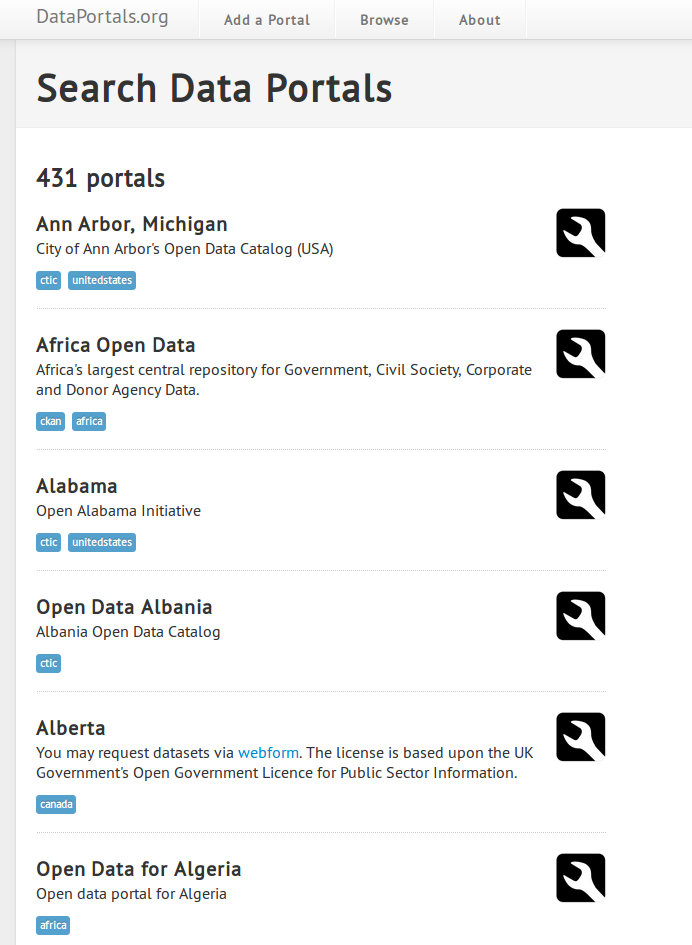 DataPortals.org
Add a Portal
Browse
About
Search Data Portals
431 portals
Ann Arbor, Michigan
City of Ann Arbor's Open Data Catalog (USA)
ctic unitedstates
Africa Open Data
Africa's largest central repository for Government, Civil Society, Corporate
and Donor Agency Data.
ckan africa
Alabama
Open Alabama Initiative
ctic unitedstates
Open Data Albania
Albania Open Data Catalog
ctic
Alberta
You may request datasets via webform. The license is based upon the UK
Government's Open Government Licence for Public Sector Information.
canada
Open Data for Algeria
Open data portal for Algeria
africa